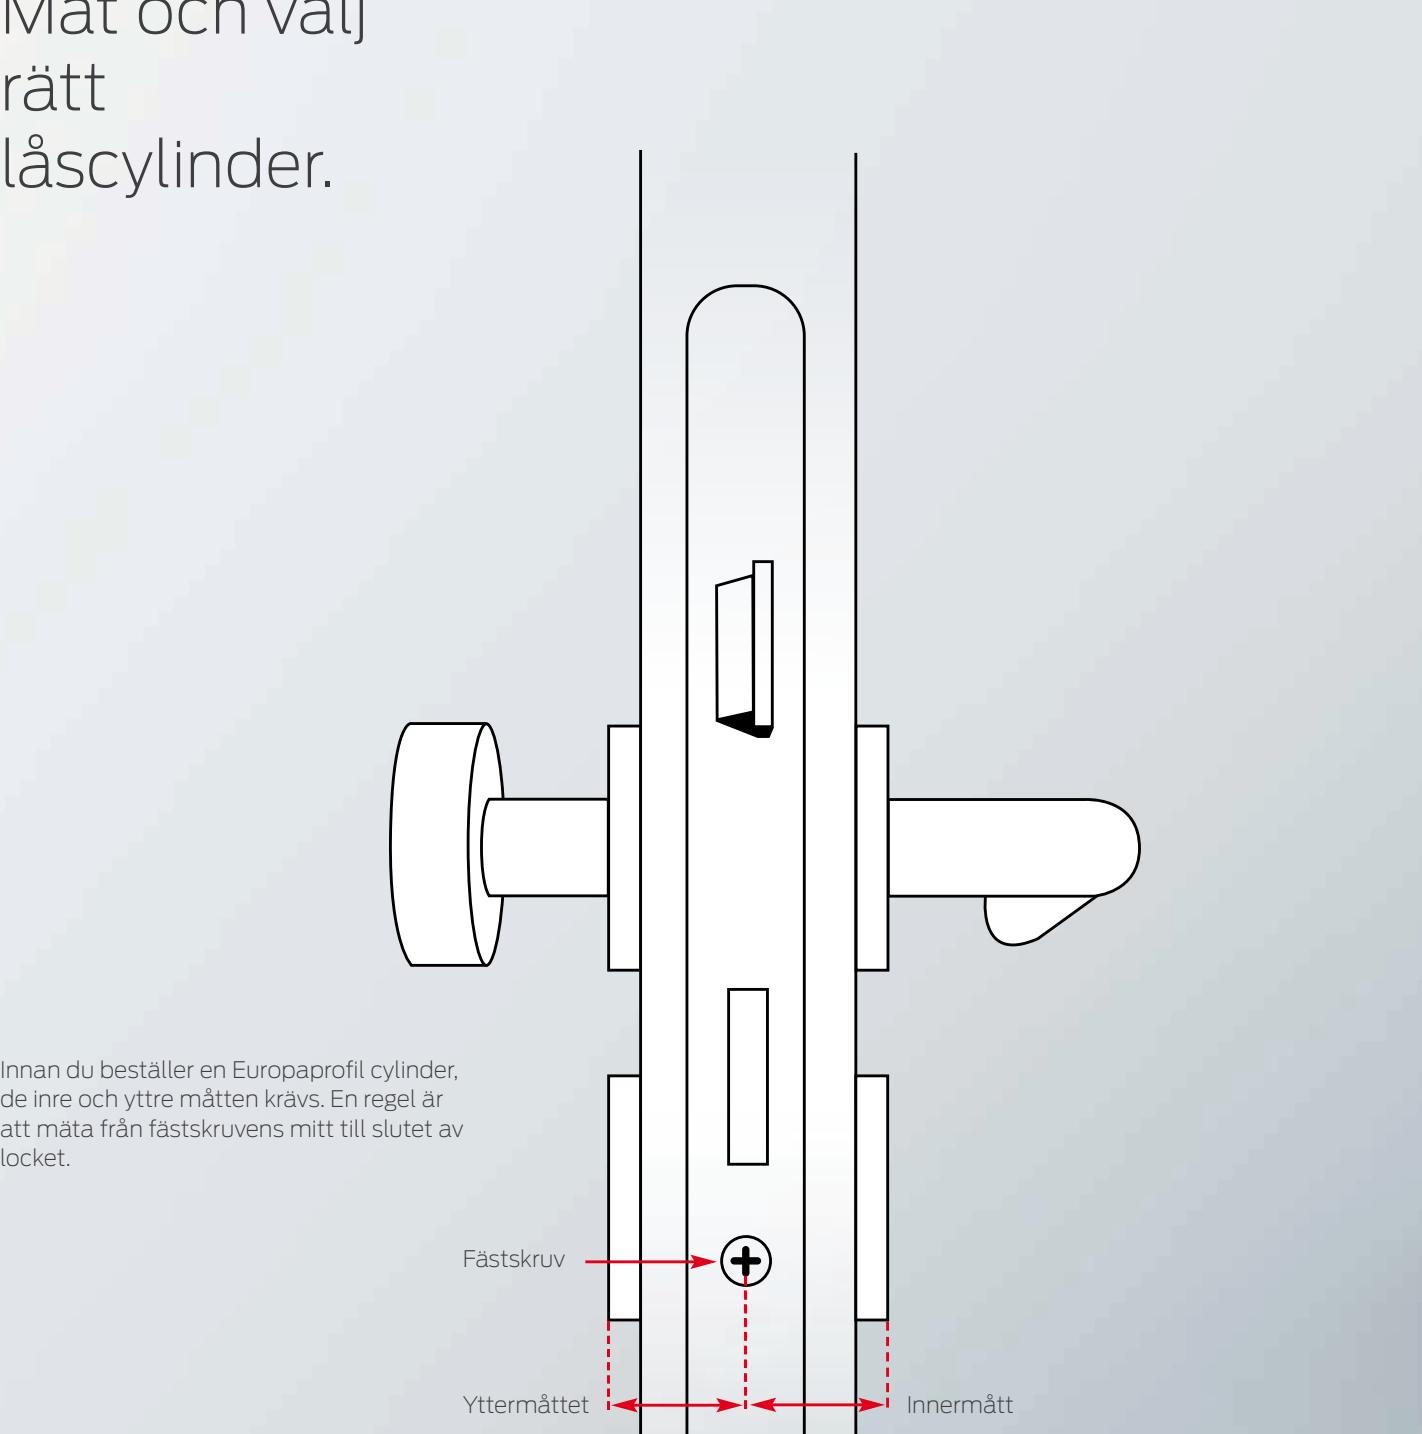 Mät och välj
rätt
låscylinder.
Innan du beställer en Europaprofil cylinder,
de inre och yttre måtten krävs. En regel är
att mäta från fästskruvens mitt till slutet av
locket.
Fästskruv
Yttermåttet
Innermått